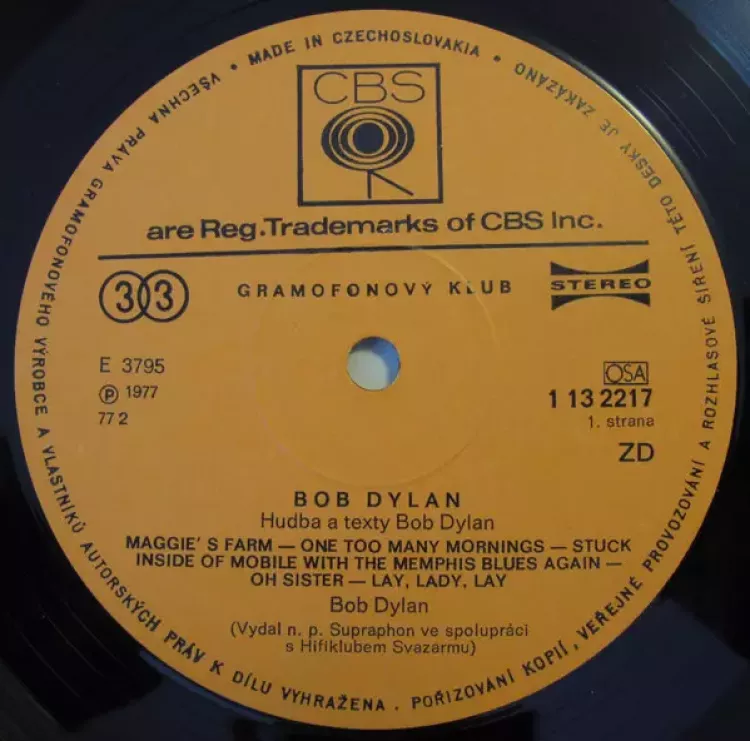 VŠECHNA PRÁVA GRAMOFONOVÉHO VÝROBCE A VLASTNÍKŮ AUTORSKÝCH PRÁV K DÍLU VYHRAŽENA. POŘIZOVÁNÍ KOPIÍ, VEŘEJNÉ PROVOZOVÁNÍ A ROZHLASOVÉ ŠÍŘENÍ TÉTO DESKY JE ZAKÁZÁNO
• MADE IN CZECHOSLOVAKIA •
CBS
are Reg.Trademarks of CBS Inc.
33
GRAMOFONOVÝ KLUB
STEREO
E 3795
℗ 1977
77 2
OSA
1 13 2217
1. strana
ZD
BOB DYLAN
Hudba a texty Bob Dylan
MAGGIE' S FARM — ONE TOO MANY MORNINGS — STUCK
INSIDE OF MOBILE WITH THE MEMPHIS BLUES AGAIN —
OH SISTER — LAY, LADY, LAY
Bob Dylan
(Vydal n. p. Supraphon ve spolupráci
s Hifiklubem Svazarmu)